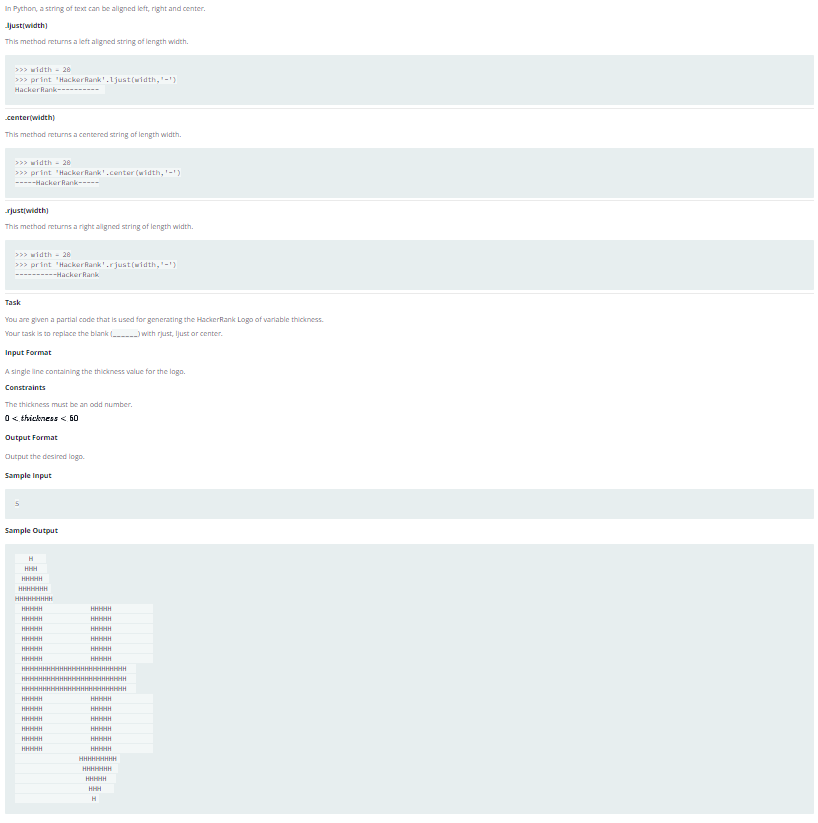 In Python, a string of text can be aligned left, right and center.
.ljust(width)
This method returns a left aligned string of length width.
>>> width = 20
>>> print 'HackerRank'.ljust(width,'-')
HackerRank----------
.center(width)
This method returns a centered string of length width.
>>> width = 20
>>> print 'HackerRank'.center(width,'-')
-----HackerRank-----
.rjust(width)
This method returns a right aligned string of length width.
>>> width = 20
>>> print 'HackerRank'.rjust(width,'-')
----------HackerRank
Task
You are given a partial code that is used for generating the HackerRank Logo of variable thickness.
Your task is to replace the blank (______) with rjust, ljust or center.
Input Format
A single line containing the thickness value for the logo.
Constraints
The thickness must be an odd number.
0 < thickness < 50
Output Format
Output the desired logo.
Sample Input
5
Sample Output
    H
   HHH
  HHHHH
 HHHHHHH
HHHHHHHHH
  HHHHH               HHHHH
  HHHHH               HHHHH
  HHHHH               HHHHH
  HHHHH               HHHHH
  HHHHH               HHHHH
  HHHHH               HHHHH
  HHHHHHHHHHHHHHHHHHHHHHHHH
  HHHHHHHHHHHHHHHHHHHHHHHHH
  HHHHHHHHHHHHHHHHHHHHHHHHH
  HHHHH               HHHHH
  HHHHH               HHHHH
  HHHHH               HHHHH
  HHHHH               HHHHH
  HHHHH               HHHHH
  HHHHH               HHHHH
                    HHHHHHHHH
                     HHHHHHH
                      HHHHH
                       HHH
                        H